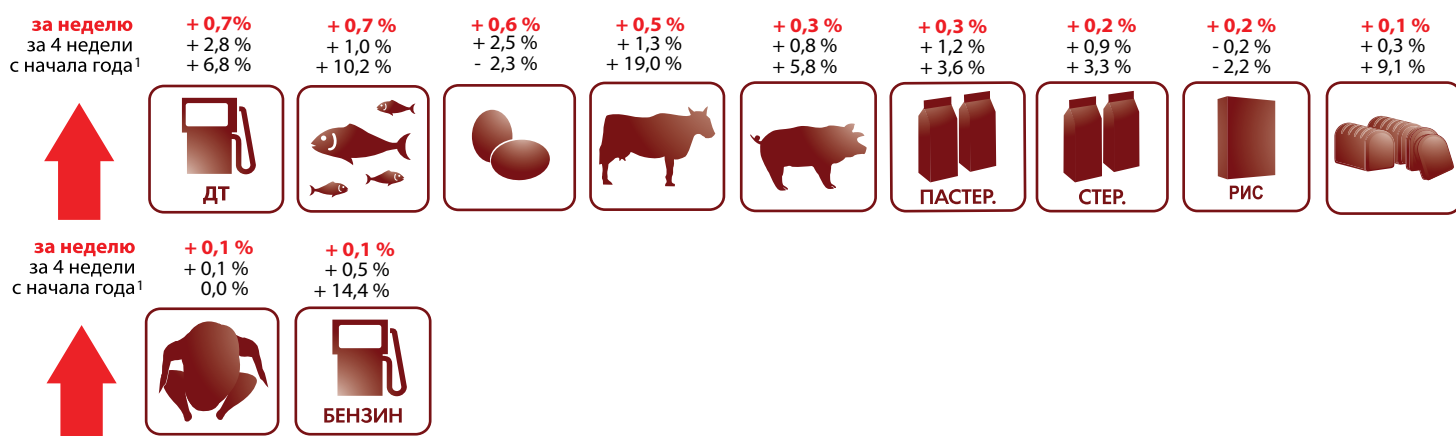 за неделю + 0,7% + 0,7 % + 0,6 % + 0,5 % + 0,3 % + 0,3 % + 0,2 % + 0,2 % + 0,1 %
за 4 недели + 2,8 % + 1,0 % + 2,5 % + 1,3 % + 0,8 % + 1,2 % + 0,9 % - 0,2 % + 0,3 %
с начала года¹ + 6,8 % + 10,2 % - 2,3 % + 19,0 % + 5,8 % + 3,6 % + 3,3 % - 2,2 % + 9,1 %
ДТ ПАСТЕР. СТЕР. РИС
за неделю + 0,1 % + 0,1 %
за 4 недели + 0,1 % + 0,5 %
с начала года¹ 0,0 % + 14,4 %
БЕНЗИН